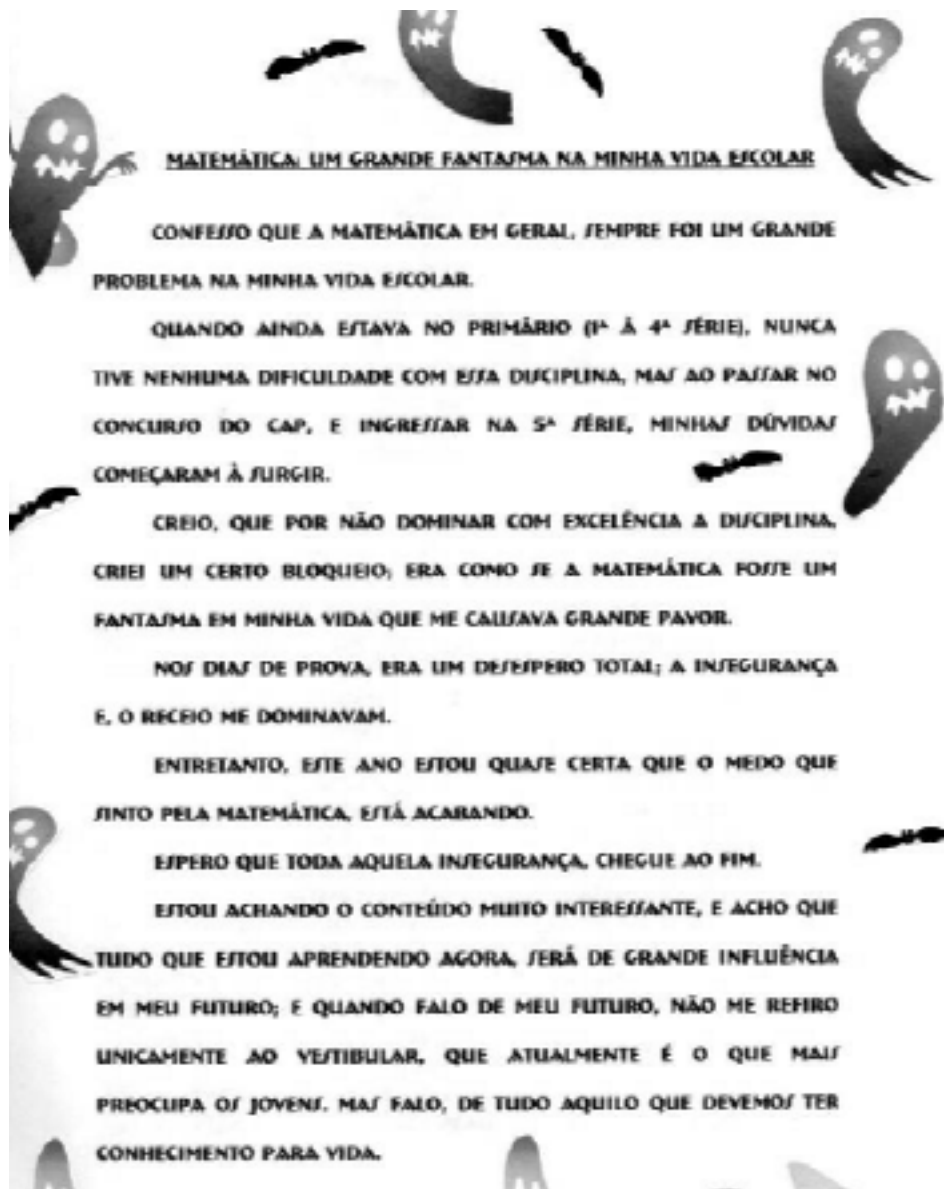 MATEMÁTICA: UM GRANDE FANTASMA NA MINHA VIDA ESCOLAR
CONFESSO QUE A MATEMÁTICA EM GERAL, SEMPRE FOI UM GRANDE
PROBLEMA NA MINHA VIDA ESCOLAR.
QUANDO AINDA ESTAVA NO PRIMÁRIO (1ª À 4ª SÉRIE), NUNCA
TIVE NENHUMA DIFICULDADE COM ESSA DISCIPLINA, MAS AO PASSAR NO
CONCURSO DO CAP, E INGRESSAR NA 5ª SÉRIE, MINHAS DÚVIDAS
COMEÇARAM À SURGIR.
CREIO, QUE POR NÃO DOMINAR COM EXCELÊNCIA A DISCIPLINA,
CRIEI UM CERTO BLOQUEIO; ERA COMO SE A MATEMÁTICA FOSSE UM
FANTASMA EM MINHA VIDA QUE ME CAUSAVA GRANDE PAVOR.
NOS DIAS DE PROVA, ERA UM DESESPERO TOTAL; A INSEGURANÇA
E, O RECEIO ME DOMINAVAM.
ENTRETANTO, ESTE ANO ESTOU QUASE CERTA QUE O MEDO QUE
SINTO PELA MATEMÁTICA, ESTÁ ACABANDO.
ESPERO QUE TODA AQUELA INSEGURANÇA, CHEGUE AO FIM.
ESTOU ACHANDO O CONTEÚDO MUITO INTERESSANTE, E ACHO QUE
TUDO QUE ESTOU APRENDENDO AGORA, SERÁ DE GRANDE INFLUÊNCIA
EM MEU FUTURO; E QUANDO FALO DE MEU FUTURO, NÃO ME REFIRO
UNICAMENTE AO VESTIBULAR, QUE ATUALMENTE É O QUE MAIS
PREOCUPA OS JOVENS. MAS FALO, DE TUDO AQUILO QUE DEVEMOS TER
CONHECIMENTO PARA VIDA.